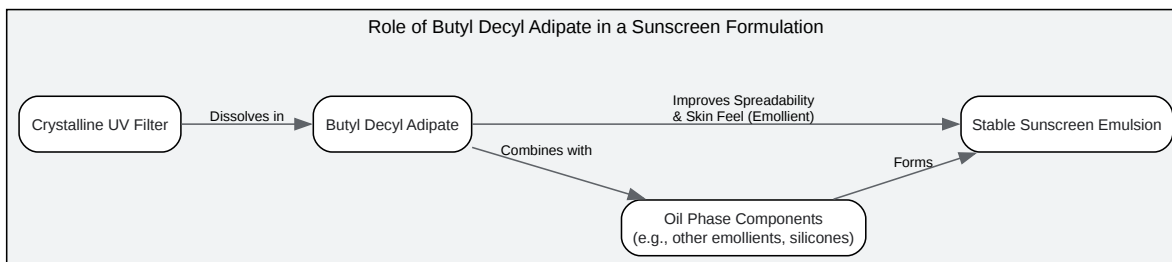 Role of Butyl Decyl Adipate in a Sunscreen Formulation
Crystalline UV Filter
Dissolves in
Butyl Decyl Adipate
Improves Spreadability
& Skin Feel (Emollient)
Stable Sunscreen Emulsion
Combines with
Forms
Oil Phase Components
(e.g., other emollients, silicones)